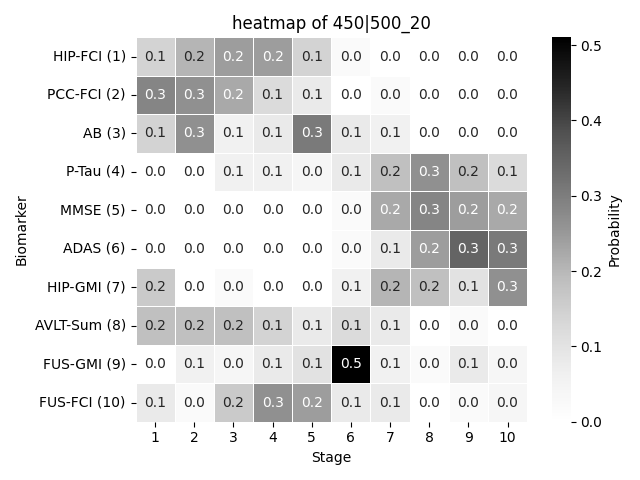 heatmap of 450|500_20
HIP-FCI (1) 0.1 0.2 0.2 0.2 0.1 0.0 0.0 0.0 0.0 0.0
PCC-FCI (2) 0.3 0.3 0.2 0.1 0.1 0.0 0.0 0.0 0.0 0.0
AB (3) 0.1 0.3 0.1 0.1 0.3 0.1 0.1 0.0 0.0 0.0
P-Tau (4) 0.0 0.0 0.1 0.1 0.0 0.1 0.2 0.3 0.2 0.1
MMSE (5) 0.0 0.0 0.0 0.0 0.0 0.0 0.2 0.3 0.2 0.2
ADAS (6) 0.0 0.0 0.0 0.0 0.0 0.0 0.1 0.2 0.3 0.3
HIP-GMI (7) 0.2 0.0 0.0 0.0 0.0 0.1 0.2 0.2 0.1 0.3
AVLT-Sum (8) 0.2 0.2 0.2 0.1 0.1 0.1 0.1 0.0 0.0 0.0
FUS-GMI (9) 0.0 0.1 0.0 0.1 0.1 0.5 0.1 0.0 0.1 0.0
FUS-FCI (10) 0.1 0.0 0.2 0.3 0.2 0.1 0.1 0.0 0.0 0.0
1 2 3 4 5 6 7 8 9 10
Stage
Biomarker
0.5
0.4
0.3
0.2
0.1
0.0
Probability